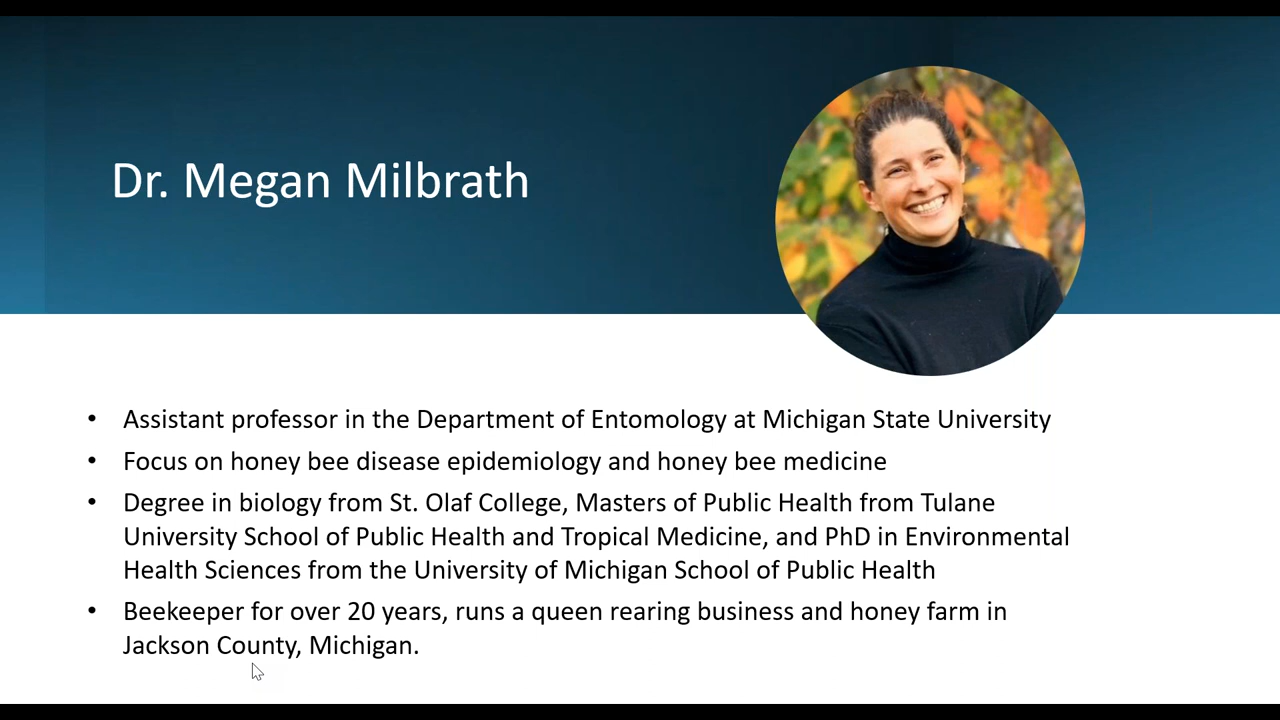 Dr. Megan Milbrath
• Assistant professor in the Department of Entomology at Michigan State University
• Focus on honey bee disease epidemiology and honey bee medicine
• Degree in biology from St. Olaf College, Masters of Public Health from Tulane
University School of Public Health and Tropical Medicine, and PhD in Environmental
Health Sciences from the University of Michigan School of Public Health
• Beekeeper for over 20 years, runs a queen rearing business and honey farm in
Jackson County, Michigan.